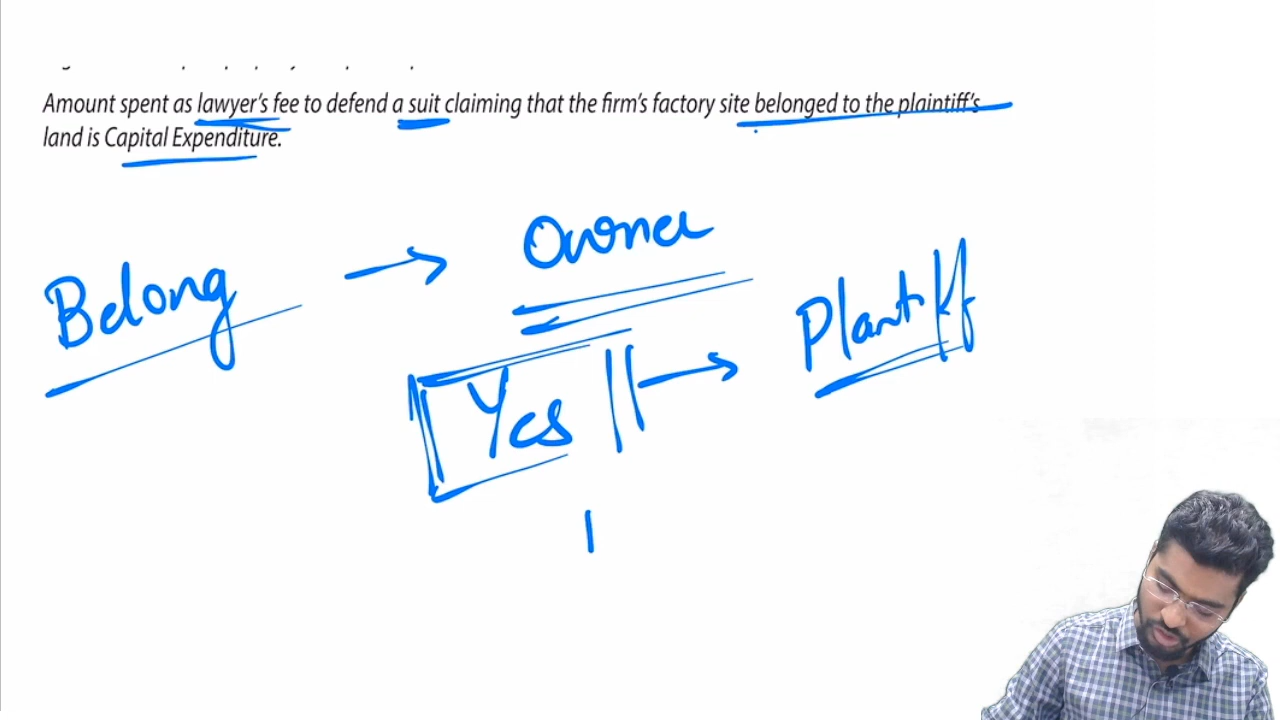 Amount spent as lawyer's fee to defend a suit claiming that the firm's factory site belonged to the plaintiff's
land is Capital Expenditure.
Owner
Belong
Plantiff
Yes